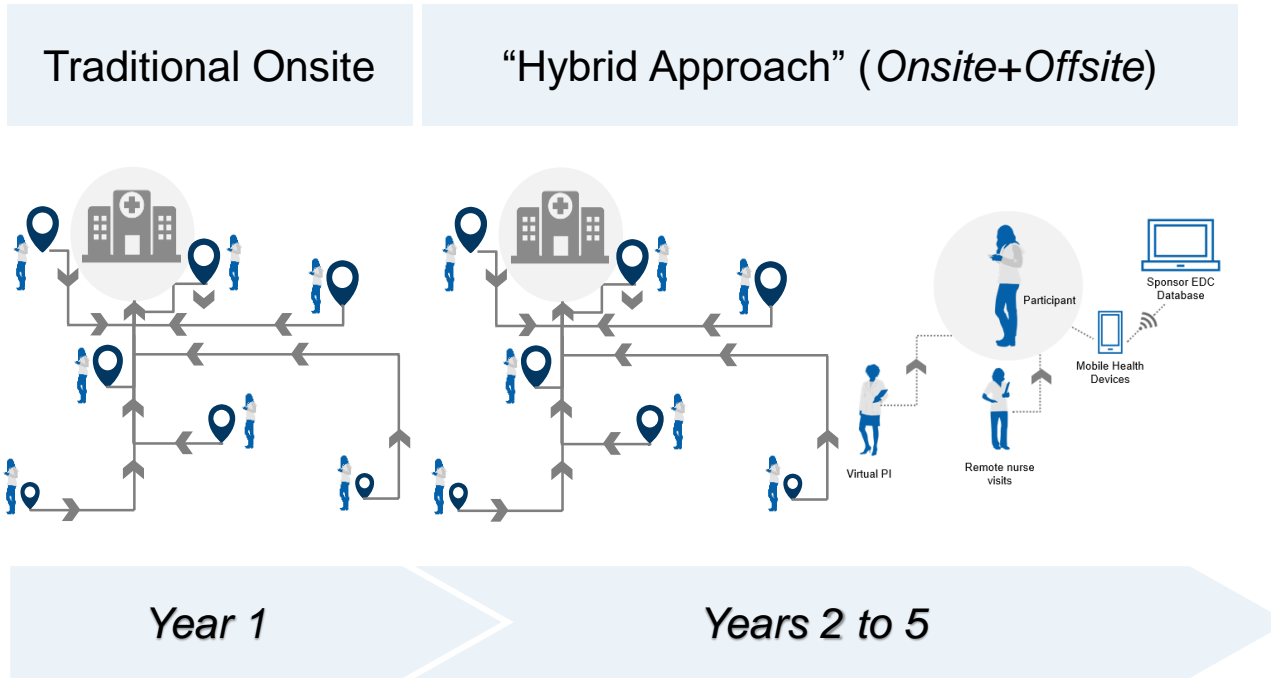 Traditional Onsite
“Hybrid Approach” (Onsite+Offsite)
Participant
Sponsor EDC
Database
Mobile Health
Devices
Virtual PI
Remote nurse
visits
Year 1
Years 2 to 5